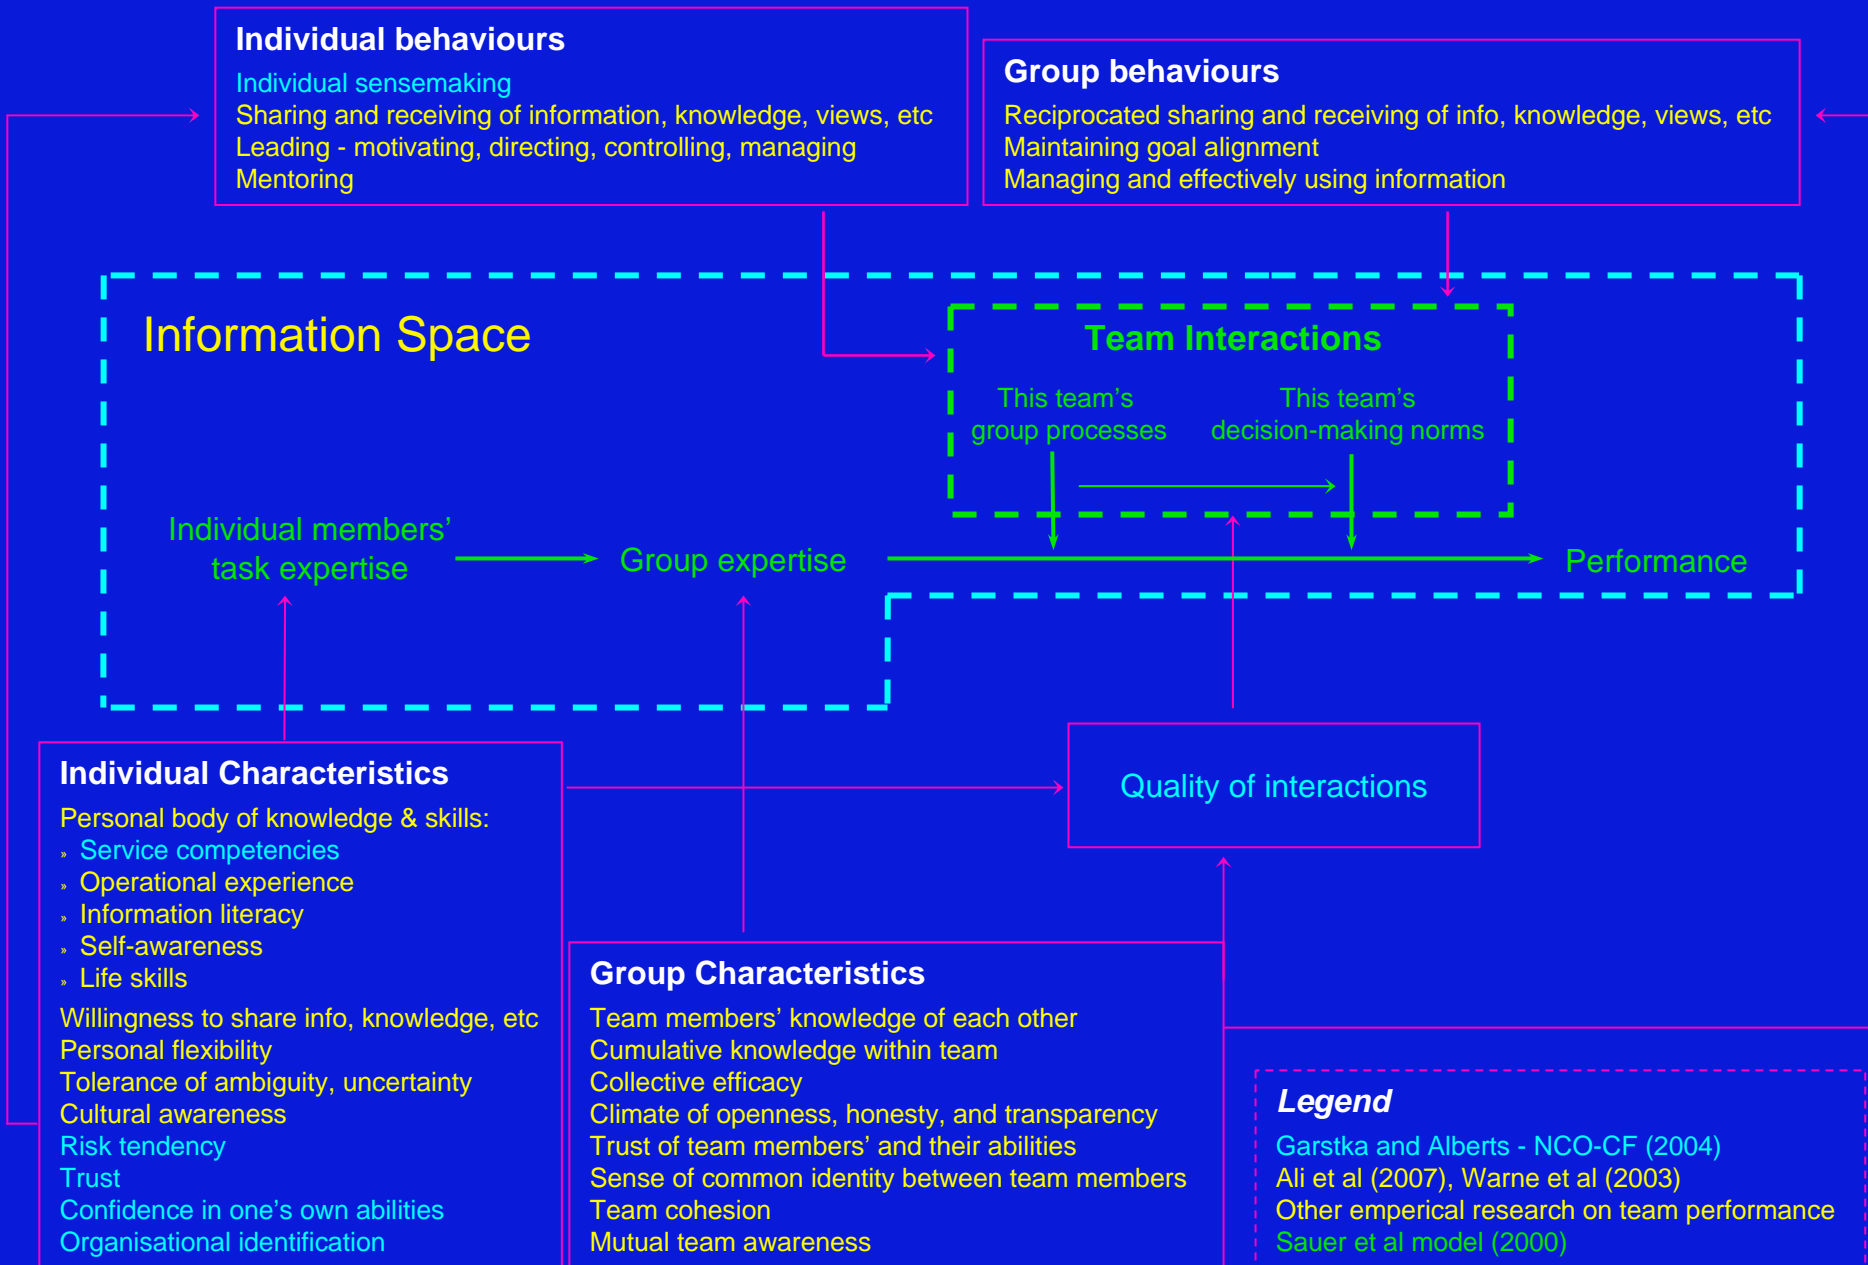 Individual behaviours
Individual sensemaking
Sharing and receiving of information, knowledge, views, etc
Leading - motivating, directing, controlling, managing
Mentoring
Group behaviours
Reciprocated sharing and receiving of info, knowledge, views, etc
Maintaining goal alignment
Managing and effectively using information
Information Space
Team Interactions
This team’s
group processes
This team’s
decision-making norms
Individual members’
task expertise
Group expertise
Performance
Individual Characteristics
Personal body of knowledge & skills:
» Service competencies
» Operational experience
» Information literacy
» Self-awareness
» Life skills
Willingness to share info, knowledge, etc
Personal flexibility
Tolerance of ambiguity, uncertainty
Cultural awareness
Risk tendency
Trust
Confidence in one’s own abilities
Organisational identification
Quality of interactions
Group Characteristics
Team members’ knowledge of each other
Cumulative knowledge within team
Collective efficacy
Climate of openness, honesty, and transparency
Trust of team members’ and their abilities
Sense of common identity between team members
Team cohesion
Mutual team awareness
Legend
Garstka and Alberts - NCO-CF (2004)
Ali et al (2007), Warne et al (2003)
Other emperical research on team performance
Sauer et al model (2000)